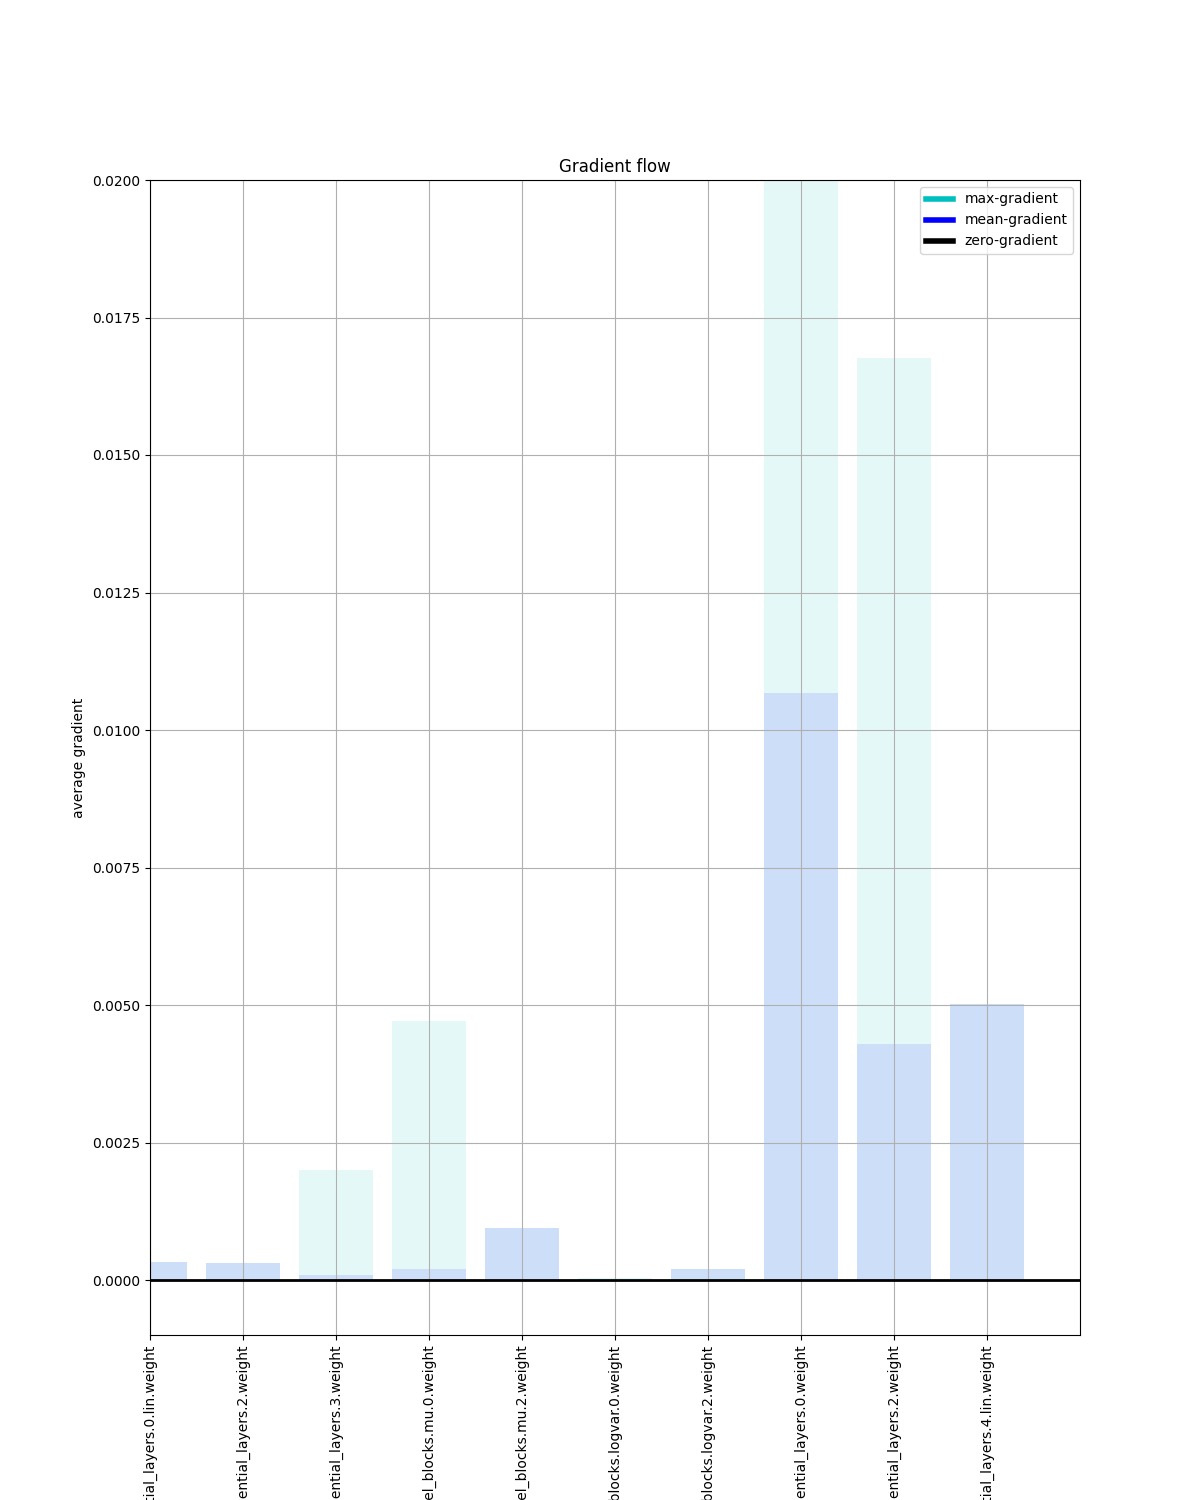 Gradient flow
max-gradient
mean-gradient
zero-gradient
0.0200
0.0175
0.0150
0.0125
0.0100
0.0075
0.0050
0.0025
0.0000
average gradient
tial_layers.0.lin.weight
ential_layers.2.weight
ential_layers.3.weight
el_blocks.mu.0.weight
el_blocks.mu.2.weight
blocks.logvar.0.weight
blocks.logvar.2.weight
ential_layers.0.weight
ential_layers.2.weight
tial_layers.4.lin.weight